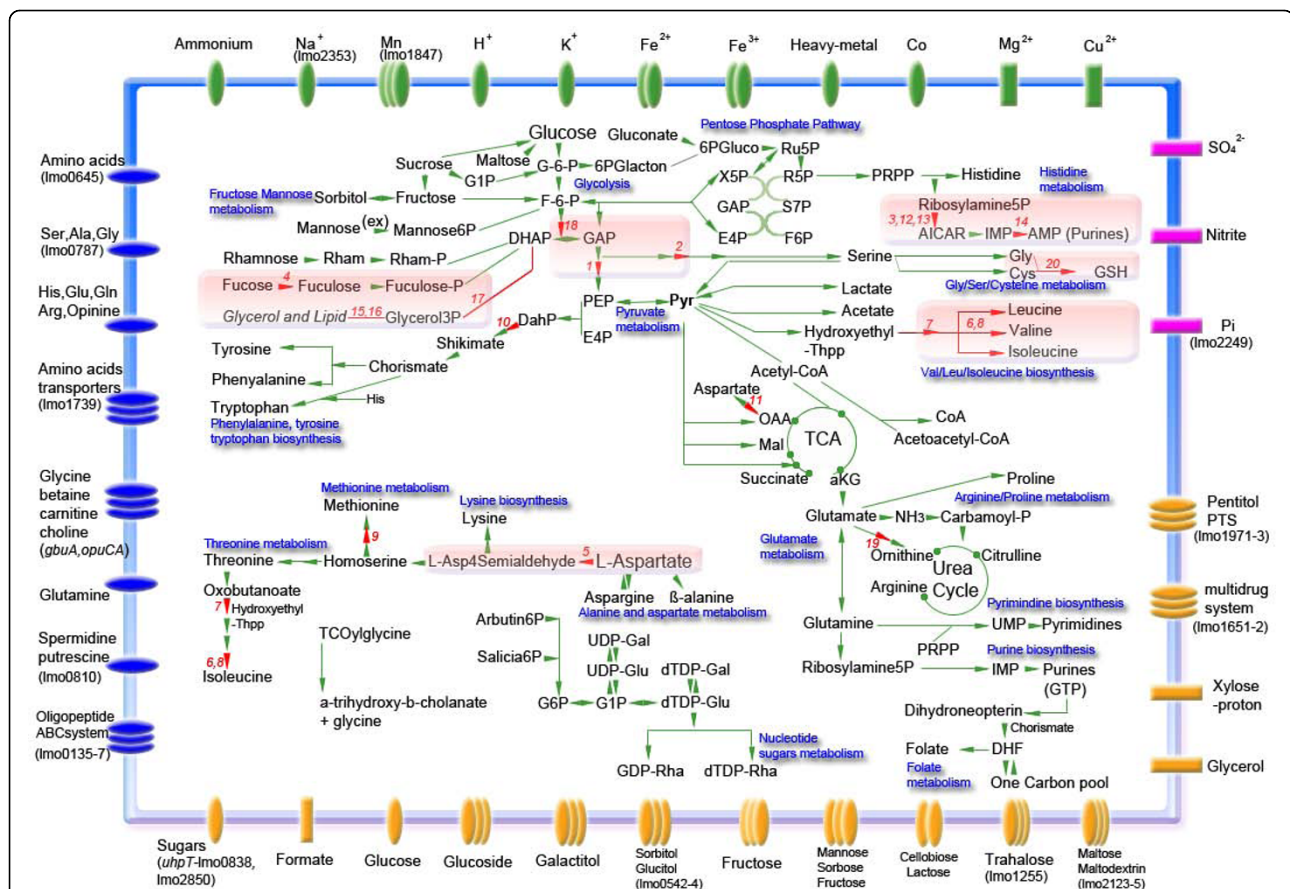 Ammonium
Na+
(lmo2353)
Mn
(lmo1847)
H+
K+
Fe2+
Fe3+
Heavy-metal
Co
Mg2+
Cu2+
Amino acids
(lmo0645)
Ser,Ala,Gly
(lmo0787)
His,Glu,Gln
Arg,Opinine
Amino acids
transporters
(lmo1739)
Glycine
betaine
carnitine
choline
(gbuA,opuCA)
Glutamine
Spermidine
putrescine
(lmo0810)
Oligopeptide
ABCsystem
(lmo0135-7)
Glucose
Gluconate
Pentose Phosphate Pathway
Sucrose
Maltose
G-6-P
6PGlacton
6PGluco
Ru5P
G1P
Fructose Mannose
metabolism
Sorbitol
Fructose
F-6-P
Glycolysis
X5P
R5P
PRPP
Histidine
Histidine
metabolism
Mannose
(ex)
Mannose6P
GAP
S7P
Ribosylamine5P
3,12,13
14
AICAR
IMP
AMP (Purines)
18
DHAP
GAP
E4P
F6P
Rhamnose
Rham
Rham-P
2
Serine
Gly
Cys
20
GSH
Gly/Ser/Cysteine metabolism
4
Fucose
Fuculose
Fuculose-P
17
1
Glycerol and Lipid
15,16
Glycerol3P
PEP
Pyr
Pyruvate
metabolism
Lactate
Acetate
Hydroxyethyl
-Thpp
7
6,8
Leucine
Valine
Isoleucine
Val/Leu/Isoleucine biosynthesis
10
DahP
E4P
Shikimate
Tyrosine
Chorismate
Phenyalanine
Tryptophan
His
Phenylalanine, tyrosine
tryptophan biosynthesis
Acetyl-CoA
Aspartate
11
OAA
TCA
Mal
Succinate
aKG
CoA
Acetoacetyl-CoA
Methionine metabolism
Methionine
9
Lysine biosynthesis
Lysine
Threonine metabolism
Threonine
Homoserine
L-Asp4Semialdehyde
5
L-Aspartate
Oxobutanoate
7
Hydroxyethyl
-Thpp
6,8
Isoleucine
Aspargine
ß-alanine
Alanine and aspartate metabolism
Proline
Arginine/Proline metabolism
Glutamate
NH3
Carbamoyl-P
Glutamate
metabolism
19
Ornithine
Citrulline
Urea
Cycle
Arginine
Pyrimindine biosynthesis
Glutamine
UMP
Pyrimidines
PRPP
Purine biosynthesis
Ribosylamine5P
IMP
Purines
(GTP)
Dihydroneopterin
Chorismate
Folate
DHF
Folate
metabolism
One Carbon pool
TCOylglycine
a-trihydroxy-b-cholanate
+ glycine
Arbutin6P
Salicia6P
UDP-Gal
UDP-Glu
dTDP-Gal
G6P
G1P
dTDP-Glu
Nucleotide
sugars metabolism
GDP-Rha
dTDP-Rha
SO42-
Nitrite
Pi
(lmo2249)
Pentitol
PTS
(lmo1971-3)
multidrug
system
(lmo1651-2)
Xylose
-proton
Glycerol
Sugars
(uhpT-lmo0838,
lmo2850)
Formate
Glucose
Glucoside
Galactitol
Sorbitol
Glucitol
(lmo0542-4)
Fructose
Mannose
Sorbose
Fructose
Cellobiose
Lactose
Trahalose
(lmo1255)
Maltose
Maltodextrin
(lmo2123-5)